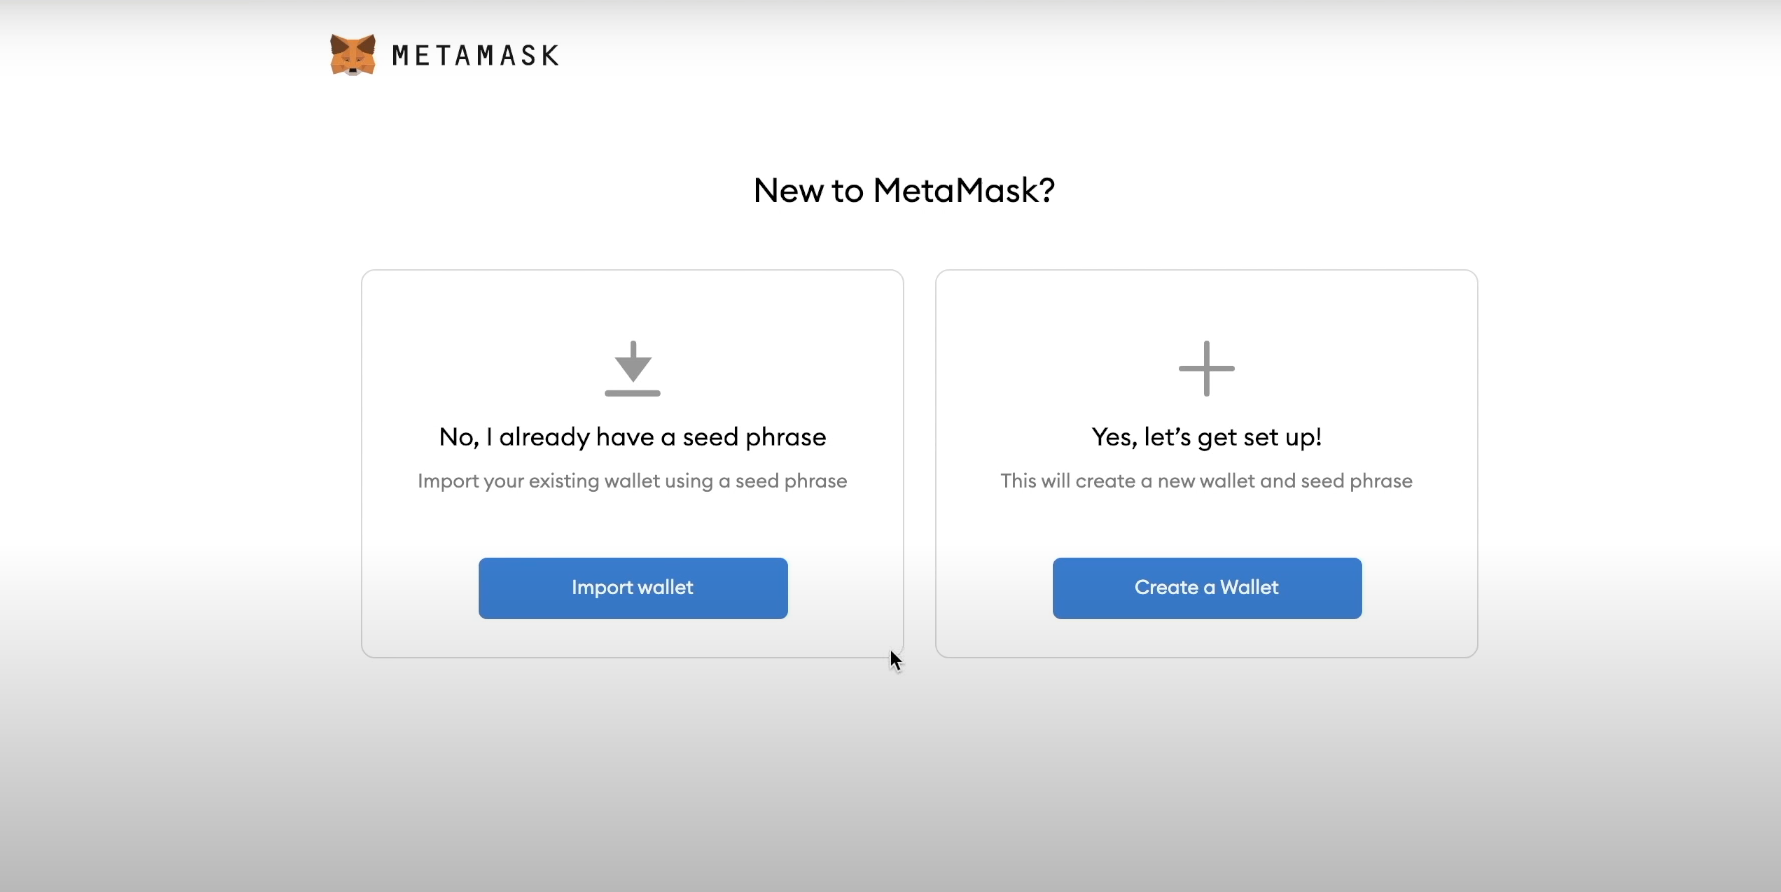 METAMASK
New to MetaMask?
No, I already have a seed phrase
Import your existing wallet using a seed phrase
Import wallet
Yes, let’s get set up!
This will create a new wallet and seed phrase
Create a Wallet